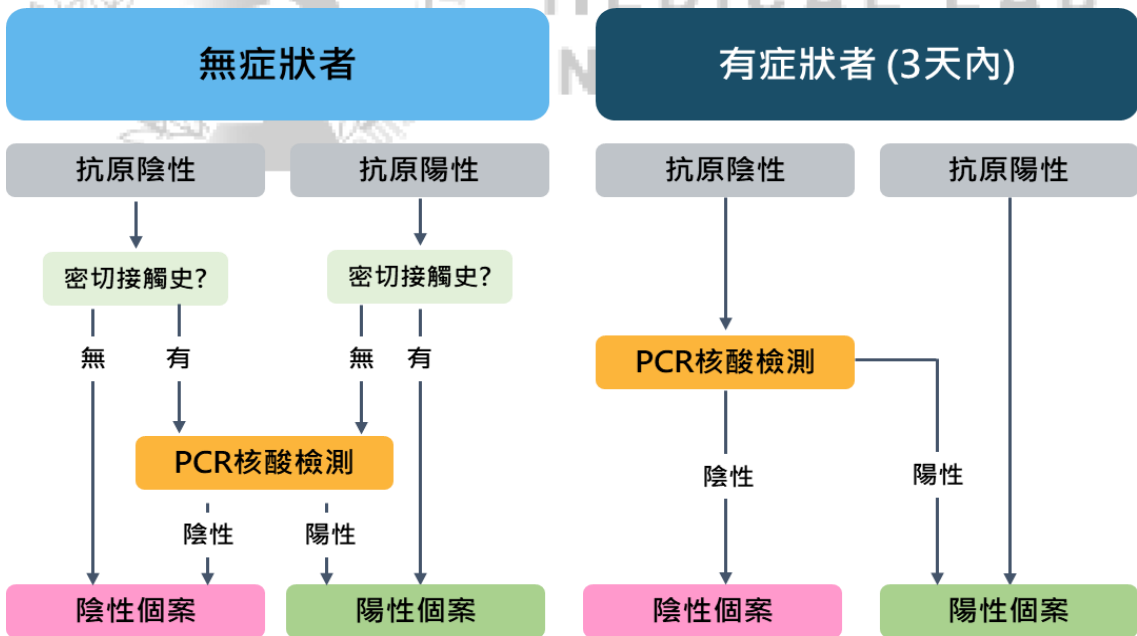 MEDICAL LAB
無症狀者
有症狀者 (3天內)
抗原陰性
抗原陽性
抗原陰性
抗原陽性
密切接觸史?
密切接觸史?
無
有
無
有
PCR核酸檢測
PCR核酸檢測
陰性
陽性
陰性
陽性
陰性個案
陽性個案
陰性個案
陽性個案